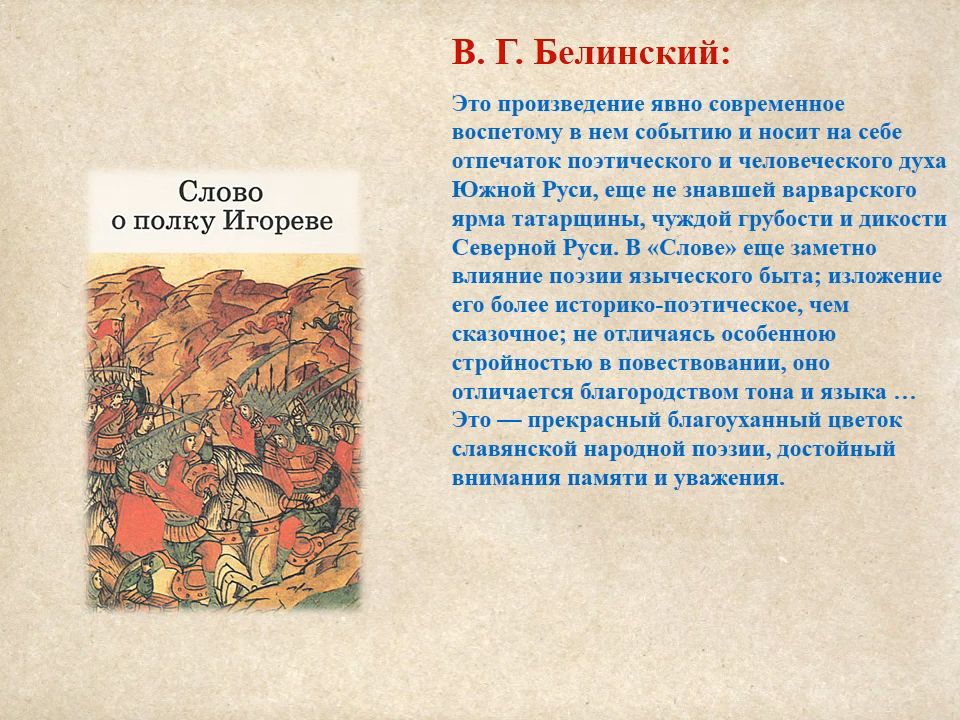 В. Г. Белинский:
Это произведение явно современное
воспетому в нем событию и носит на себе
отпечаток поэтического и человеческого духа
Южной Руси, еще не знавшей варварского
ярма татарщины, чуждой грубости и дикости
Северной Руси. В «Слове» еще заметно
влияние поэзии языческого быта; изложение
его более историко-поэтическое, чем
сказочное; не отличаясь особенною
стройностью в повествовании, оно
отличается благородством тона и языка …
Это — прекрасный благоуханный цветок
славянской народной поэзии, достойный
внимания памяти и уважения.
Слово
о полку Игореве